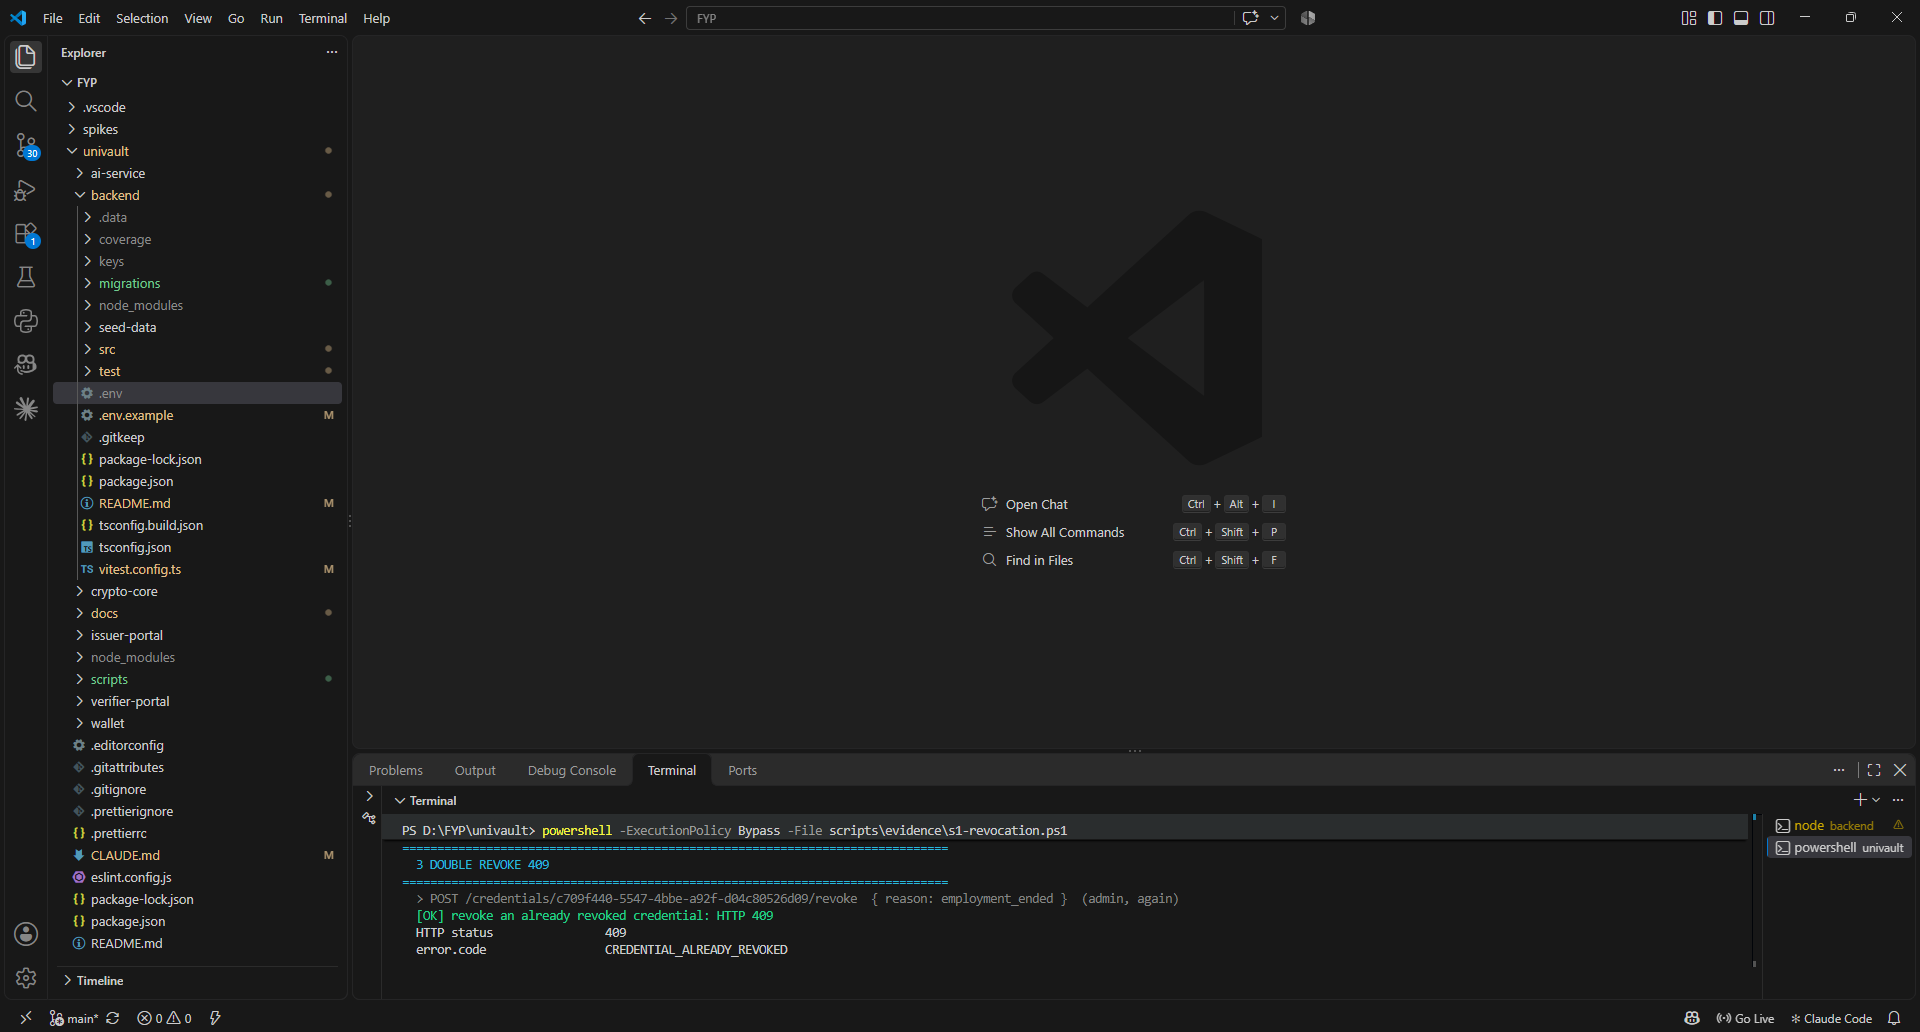 File Edit Selection View Go Run Terminal Help
FYP
Explorer
FYP
.vscode
spikes
univault
ai-service
backend
.data
coverage
keys
migrations
node_modules
seed-data
src
test
.env
.env.example M
.gitkeep
{} package-lock.json
{} package.json
README.md M
{} tsconfig.build.json
TS tsconfig.json
TS vitest.config.ts M
crypto-core
docs
issuer-portal
node_modules
scripts
verifier-portal
wallet
.editorconfig
.gitattributes
.gitignore
.prettierignore
{} .prettierrc
CLAUDE.md M
eslint.config.js
{} package-lock.json
{} package.json
README.md
Timeline
30
1
Open Chat Ctrl + Alt + I
Show All Commands Ctrl + Shift + P
Find in Files Ctrl + Shift + F
Problems Output Debug Console Terminal Ports
Terminal
PS D:\FYP\univault> powershell -ExecutionPolicy Bypass -File scripts\evidence\s1-revocation.ps1
==============================================================================
3 DOUBLE REVOKE 409
==============================================================================
> POST /credentials/c709f440-5547-4bbe-a92f-d04c80526d09/revoke { reason: employment_ended } (admin, again)
[OK] revoke an already revoked credential: HTTP 409
HTTP status 409
error.code CREDENTIAL_ALREADY_REVOKED
node backend
powershell univault
main* 0 0
Go Live Claude Code